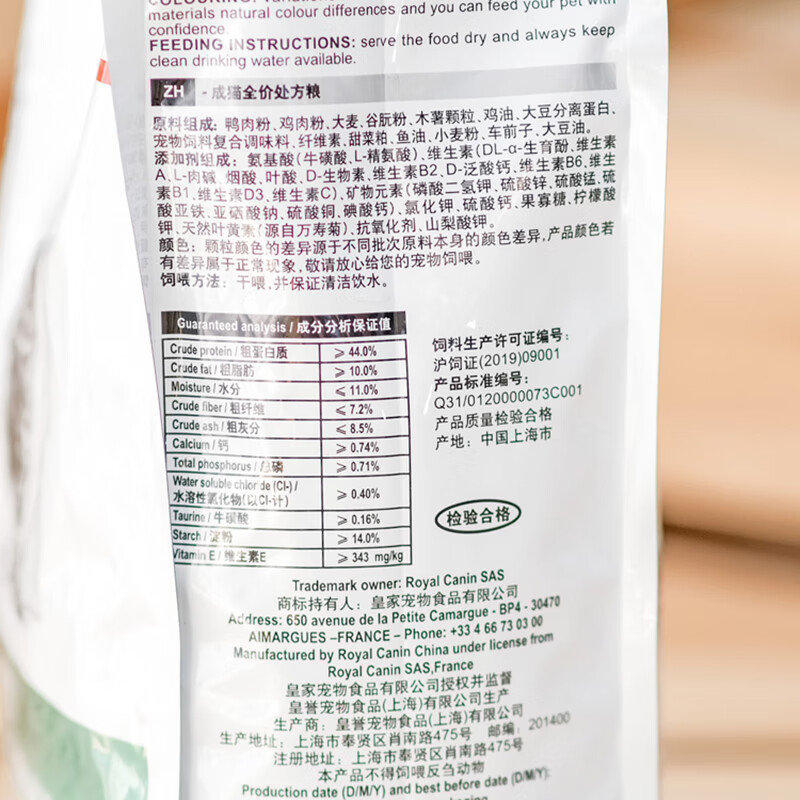 COLOURING:
materials natural colour differences and you can feed your pet with
confidence.
FEEDING INSTRUCTIONS: serve the food dry and always keep
clean drinking water available.
ZH - 成猫全价处方粮
原料组成: 鸭肉粉、鸡肉粉、大麦、谷朊粉、木薯颗粒、鸡油、大豆分离蛋白、
宠物饲料复合调味料、纤维素、甜菜粕、鱼油、小麦粉、车前子、大豆油。
添加剂组成: 氨基酸(牛磺酸、L-精氨酸)、维生素(DL-α-生育酚、维生素
A、L-肉碱、烟酸、叶酸、D-生物素、维生素B2、D-泛酸钙、维生素B6、维生
素B1、维生素D3、维生素C)、矿物元素(磷酸二氢钾、硫酸锌、硫酸锰、硫
酸亚铁、亚硒酸钠、硫酸铜、碘酸钙)、氯化钾、硫酸钙、果寡糖、柠檬酸
钾、天然叶黄素(源自万寿菊)、抗氧化剂、山梨酸钾。
颜色: 颗粒颜色的差异源于不同批次原料本身的颜色差异,产品颜色若
有差异属于正常现象,敬请放心给您的宠物饲喂。
饲喂方法: 干喂,并保证清洁饮水。
Guaranteed analysis / 成分分析保证值
Crude protein / 粗蛋白质 ⩾ 44.0%
Crude fat / 粗脂肪 ⩾ 10.0%
Moisture / 水分 ⩽ 11.0%
Crude fiber / 粗纤维 ⩽ 7.2%
Crude ash / 粗灰分 ⩽ 8.5%
Calcium / 钙 ⩾ 0.74%
Total phosphorus / 总磷 ⩾ 0.71%
Water soluble chloride (Cl-) /
水溶性氯化物(以Cl-计) ⩾ 0.40%
Taurine / 牛磺酸 ⩾ 0.16%
Starch / 淀粉 ⩾ 14.0%
Vitamin E / 维生素E ⩾ 343 mg/kg
饲料生产许可证编号:
沪饲证(2019)09001
产品标准编号:
Q31/0120000073C001
产品质量检验合格
产地: 中国上海市
检验合格
Trademark owner: Royal Canin SAS
商标持有人: 皇家宠物食品有限公司
Address: 650 avenue de la Petite Camargue - BP4 - 30470
AIMARGUES –FRANCE – Phone: +33 4 66 73 03 00
Manufactured by Royal Canin China under license from
Royal Canin SAS,France
皇家宠物食品有限公司授权并监督
皇誉宠物食品(上海)有限公司生产
生产商: 皇誉宠物食品(上海)有限公司
生产地址: 上海市奉贤区肖南路475号 邮编: 201400
注册地址: 上海市奉贤区肖南路475号
本产品不得饲喂反刍动物
Production date (D/M/Y) and best before date (D/M/Y):